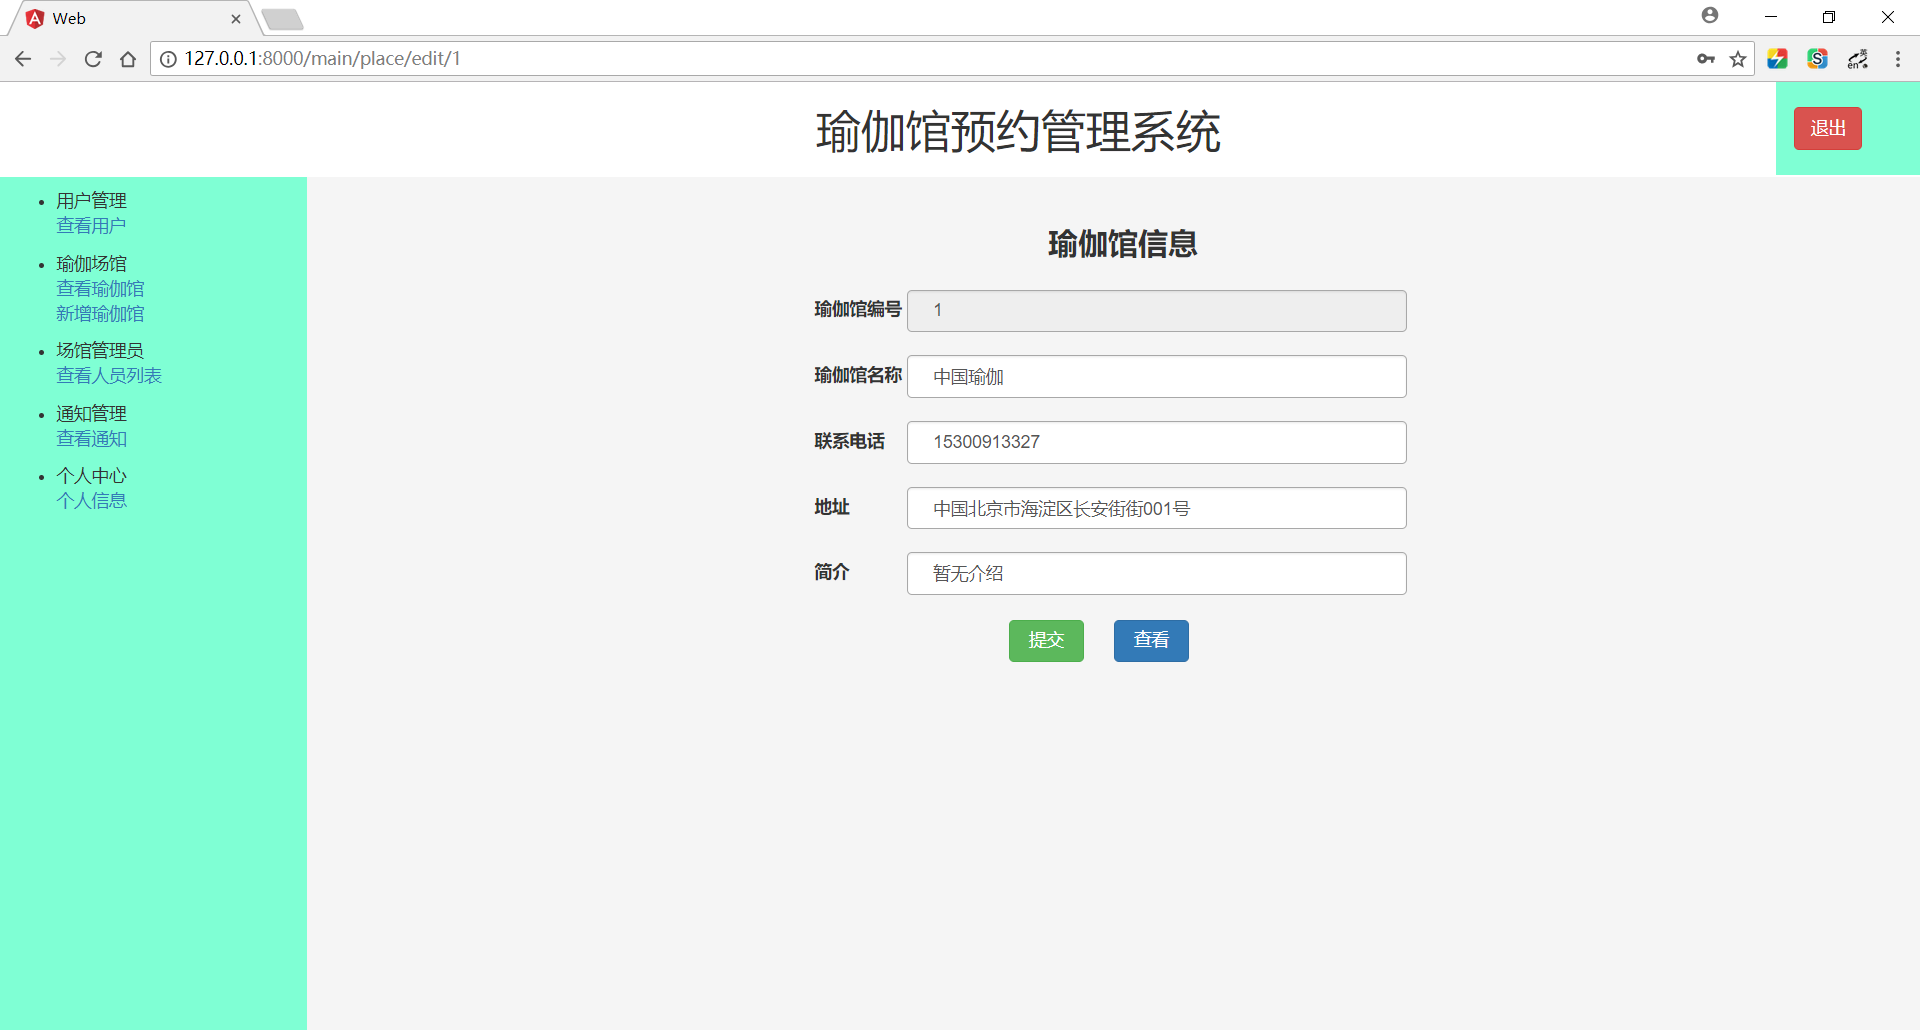 Web
127.0.0.1:8000/main/place/edit/1
瑜伽馆预约管理系统
退出
用户管理
查看用户
瑜伽场馆
查看瑜伽馆
新增瑜伽馆
场馆管理员
查看人员列表
通知管理
查看通知
个人中心
个人信息
瑜伽馆信息
瑜伽馆编号 1
瑜伽馆名称 中国瑜伽
联系电话 15300913327
地址 中国北京市海淀区长安街街001号
简介 暂无介绍
提交 查看